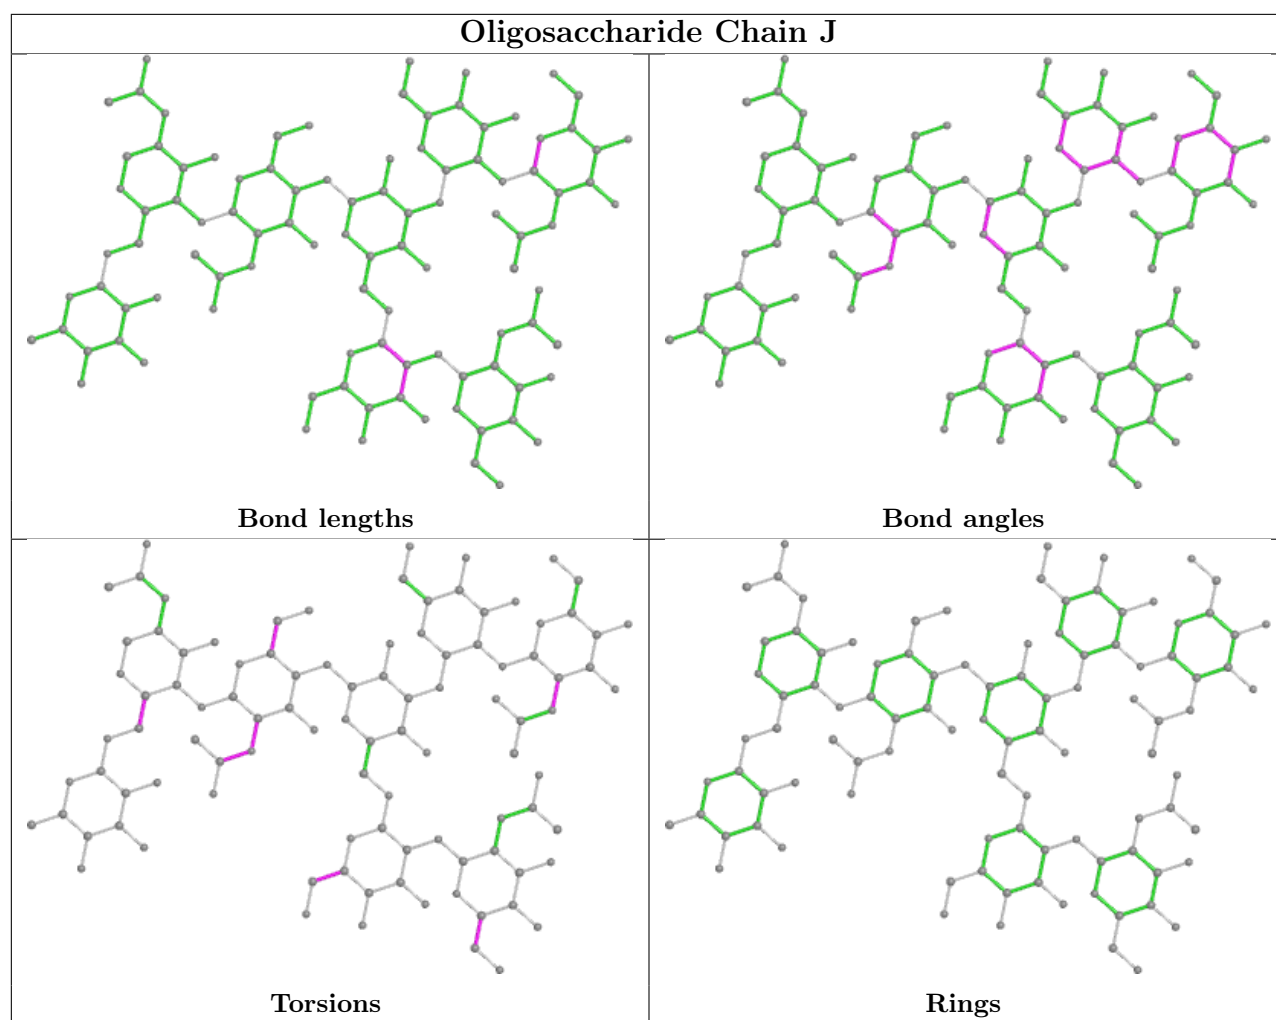 Oligosaccharide Chain J
Bond lengths
Bond angles
Torsions
Rings